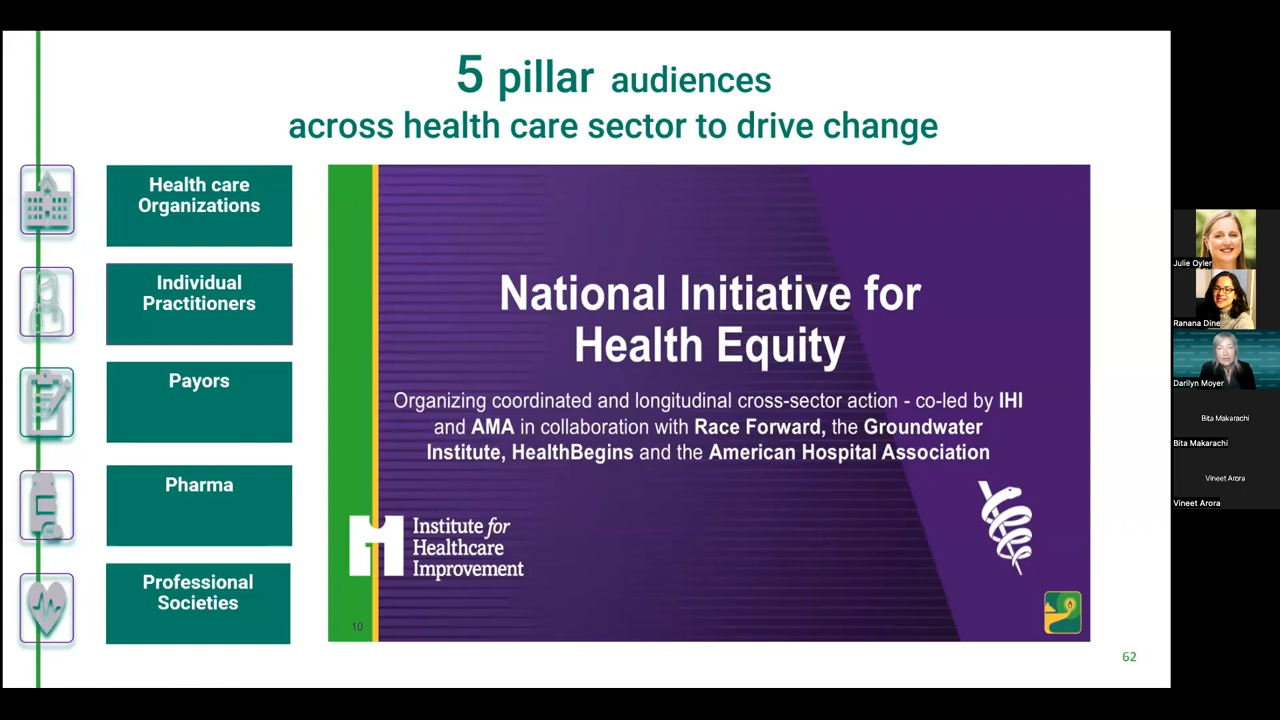 5 pillar audiences
across health care sector to drive change
Health care
Organizations
Individual
Practitioners
Payors
Pharma
Professional
Societies
National Initiative for
Health Equity
Organizing coordinated and longitudinal cross-sector action - co-led by IHI
and AMA in collaboration with Race Forward, the Groundwater
Institute, HealthBegins and the American Hospital Association
Institute for
Healthcare
Improvement
10
62
Julie Oyler
Ranana Dine
Darilyn Moyer
Bita Makarachi
Bita Makarachi
Vineet Arora
Vineet Arora